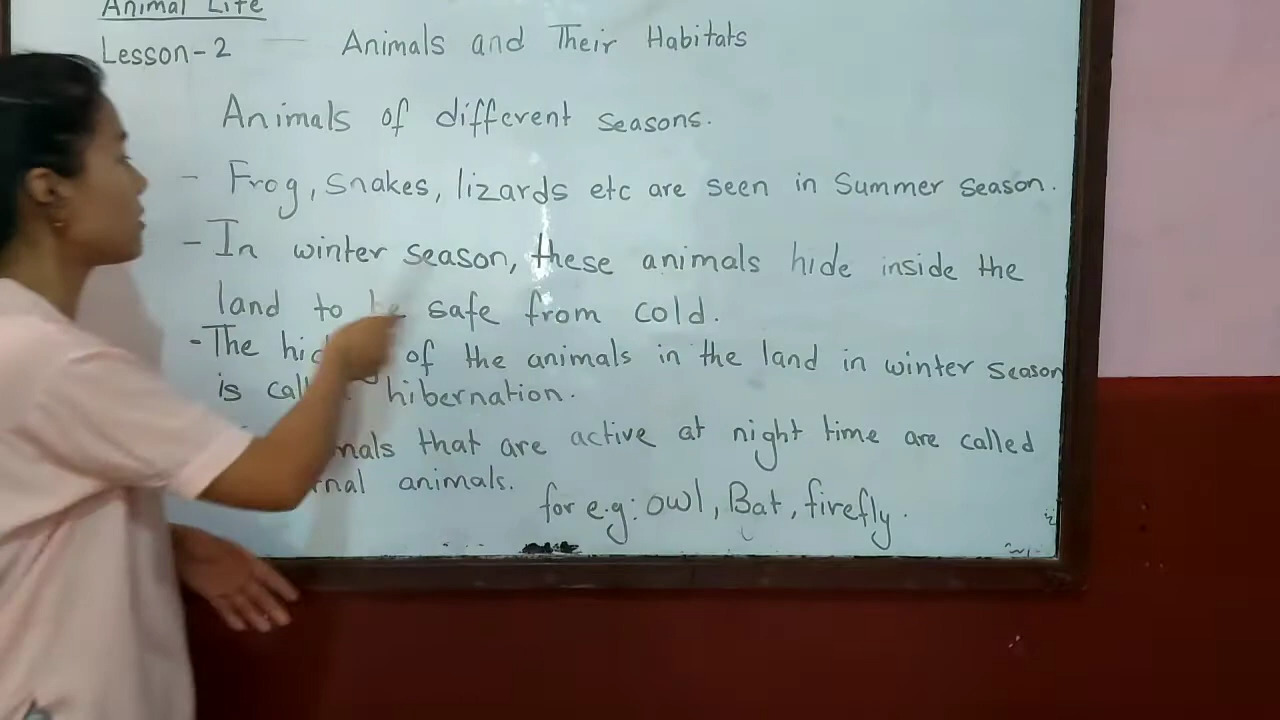 Animal Life
Lesson-2 — Animals and Their Habitats
Animals of different seasons.
- Frog, snakes, lizards etc are seen in Summer season.
- In winter season, these animals hide inside the
land to be safe from cold.
- The of the animals in the land in winter season
is hibernation.
that are active at night time are called
animals.
for e.g: owl, Bat, firefly.